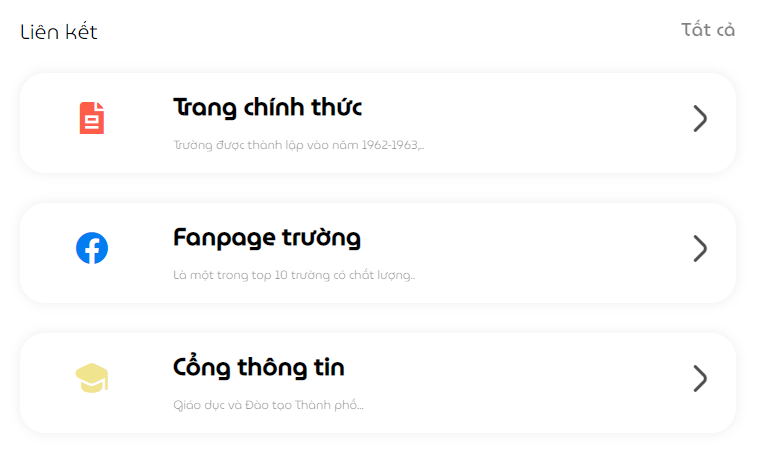 Liên kết
Tất cả
Trang chính thức
Trường được thành lập vào năm 1962-1963,..
Fanpage trường
Là một trong top 10 trường có chất lượng..
Cổng thông tin
Giáo dục và Đào tạo Thành phố...